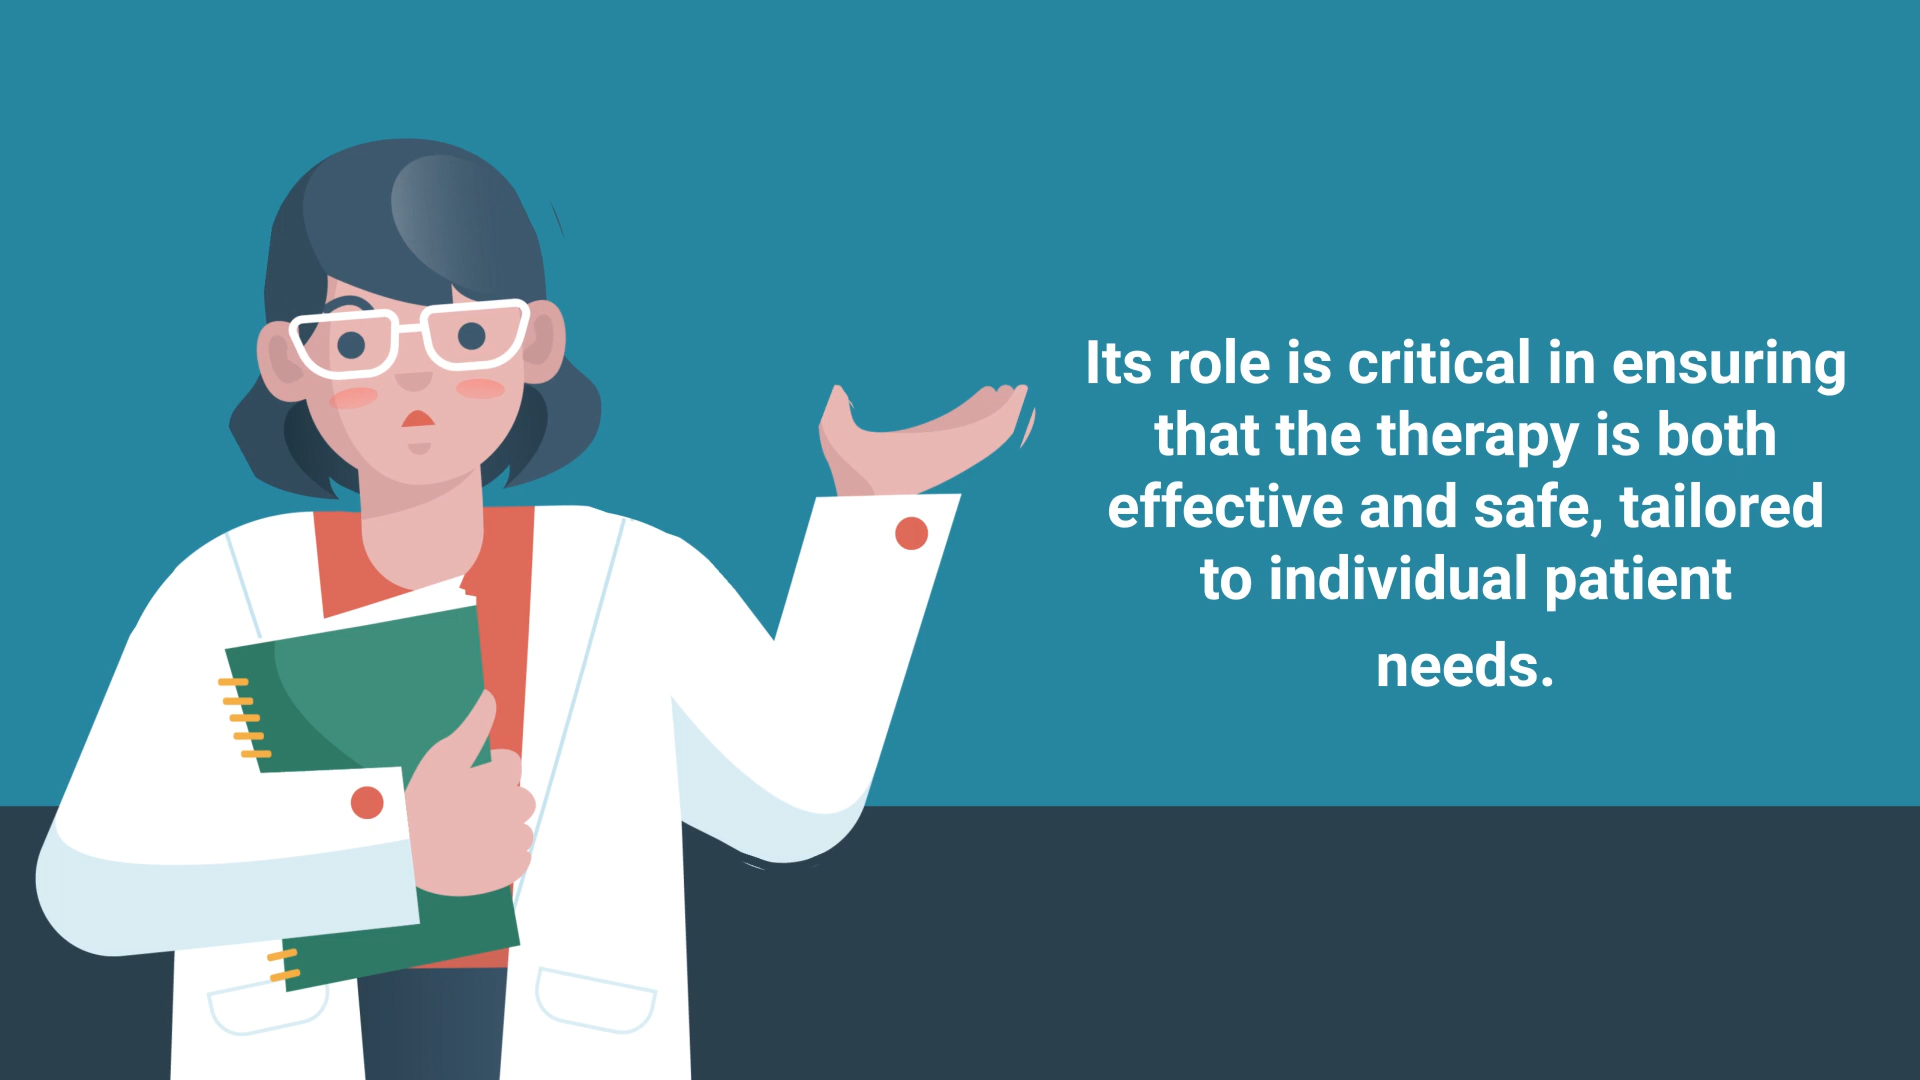 Its role is critical in ensuring
that the therapy is both
effective and safe, tailored
to individual patient
needs.